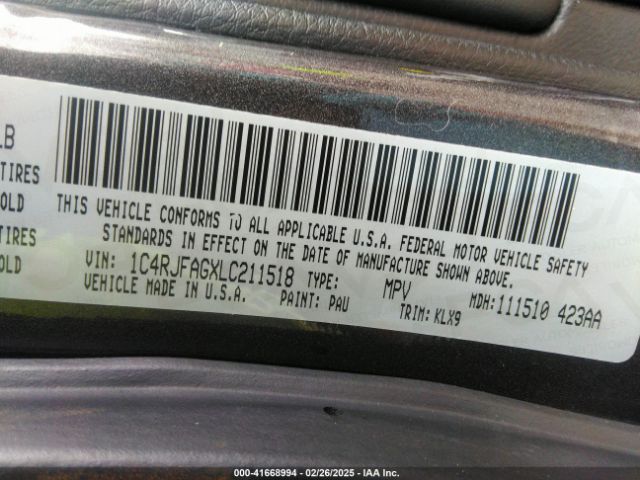 LB
TIRES
OLD
TIRES
OLD
THIS VEHICLE CONFORMS TO ALL APPLICABLE U.S.A. FEDERAL MOTOR VEHICLE SAFETY
STANDARDS IN EFFECT ON THE DATE OF MANUFACTURE SHOWN ABOVE.
VIN: 1C4RJFAGXLC211518 TYPE: MPV MDH:111510 423AA
VEHICLE MADE IN U.S.A. PAINT: PAU TRIM: KLX9
000-41668994 | 02/26/2025 - IAA Inc.